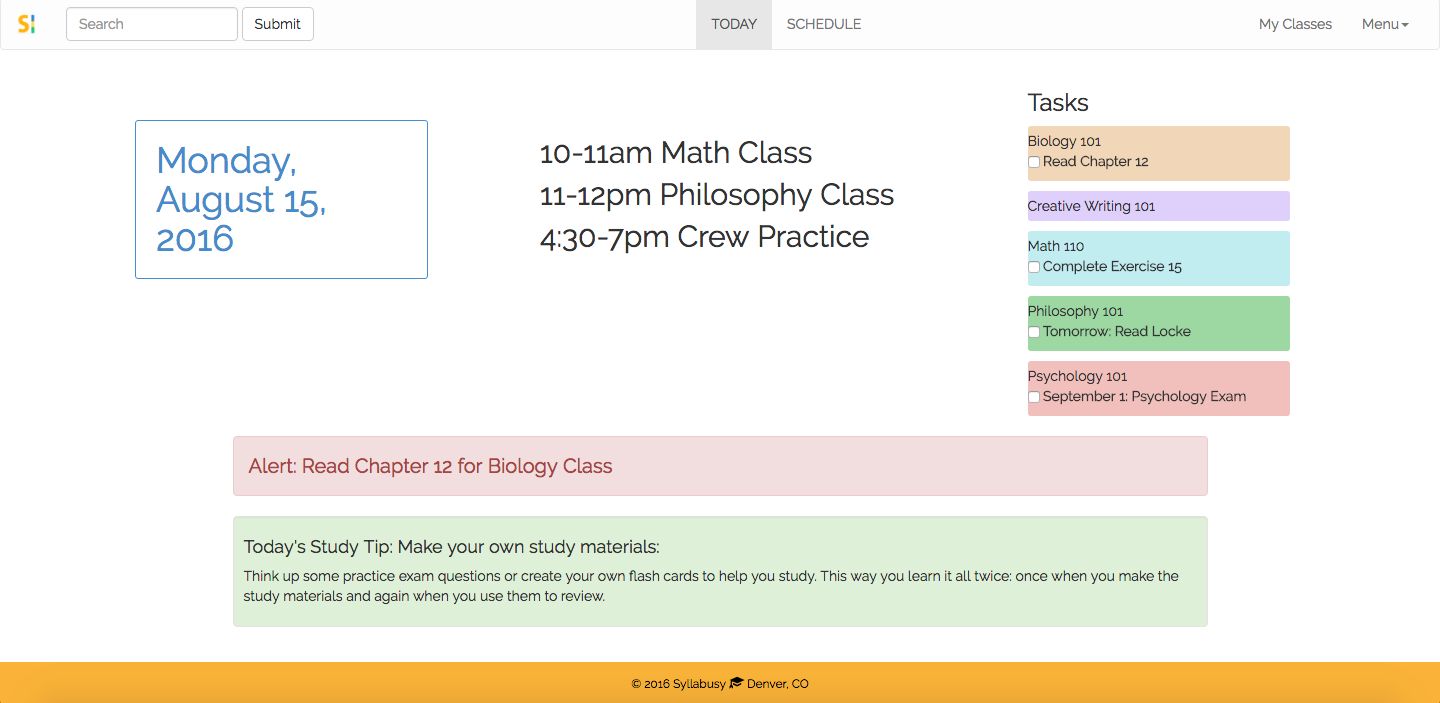 Search
Submit
TODAY
SCHEDULE
My Classes
Menu
Monday,
August 15,
2016
10-11am Math Class
11-12pm Philosophy Class
4:30-7pm Crew Practice
Tasks
Biology 101
Read Chapter 12
Creative Writing 101
Math 110
Complete Exercise 15
Philosophy 101
Tomorrow: Read Locke
Psychology 101
September 1: Psychology Exam
Alert: Read Chapter 12 for Biology Class
Today's Study Tip: Make your own study materials:
Think up some practice exam questions or create your own flash cards to help you study. This way you learn it all twice: once when you make the
study materials and again when you use them to review.
© 2016 Syllabusy Denver, CO